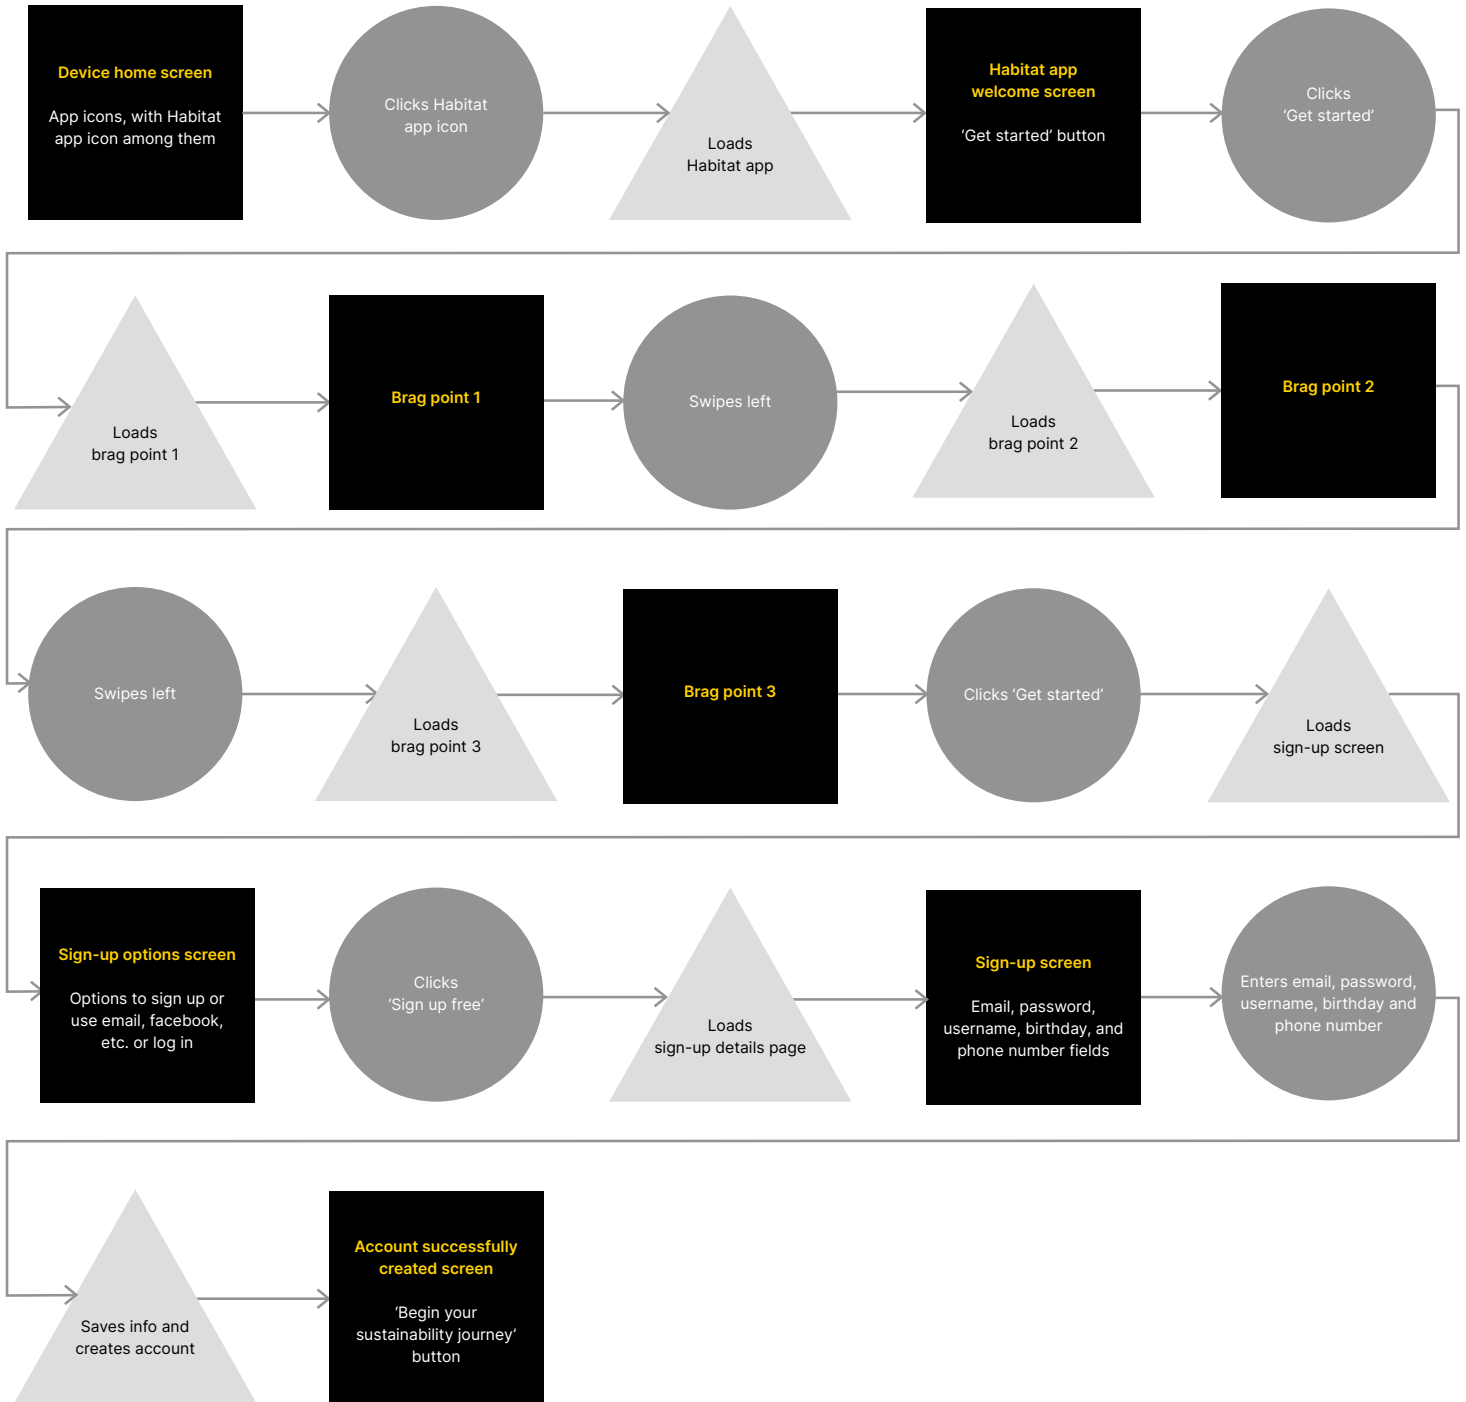 Device home screen
App icons, with Habitat
app icon among them
Clicks Habitat
app icon
Loads
Habitat app
Habitat app
welcome screen
‘Get started’ button
Clicks
‘Get started’
Loads
brag point 1
Brag point 1
Swipes left
Loads
brag point 2
Brag point 2
Swipes left
Loads
brag point 3
Brag point 3
Clicks ‘Get started’
Loads
sign-up screen
Sign-up options screen
Options to sign up or
use email, facebook,
etc. or log in
Clicks
‘Sign up free’
Loads
sign-up details page
Sign-up screen
Email, password,
username, birthday, and
phone number fields
Enters email, password,
username, birthday and
phone number
Saves info and
creates account
Account successfully
created screen
‘Begin your
sustainability journey’
button